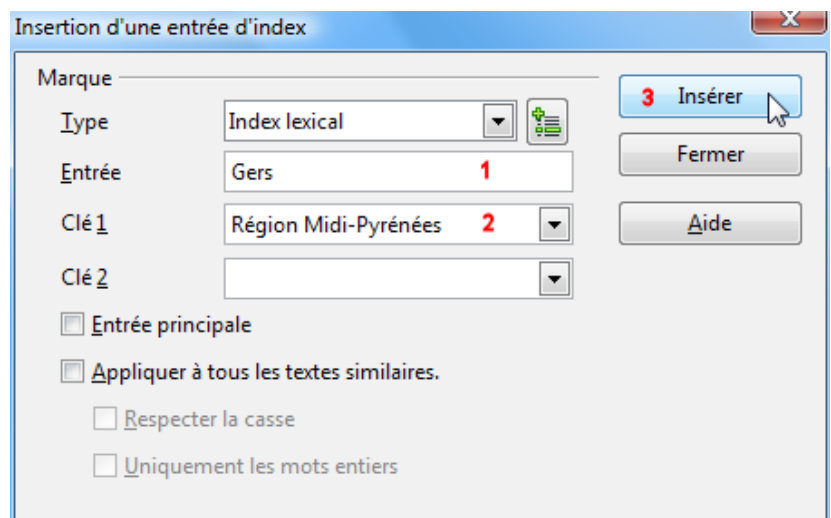 Insertion d'une entrée d'index
Marque
Type Index lexical
3 Insérer
Entrée Gers 1
Fermer
Clé 1 Région Midi-Pyrénées 2
Aide
Clé 2
Entrée principale
Appliquer à tous les textes similaires.
Respecter la casse
Uniquement les mots entiers